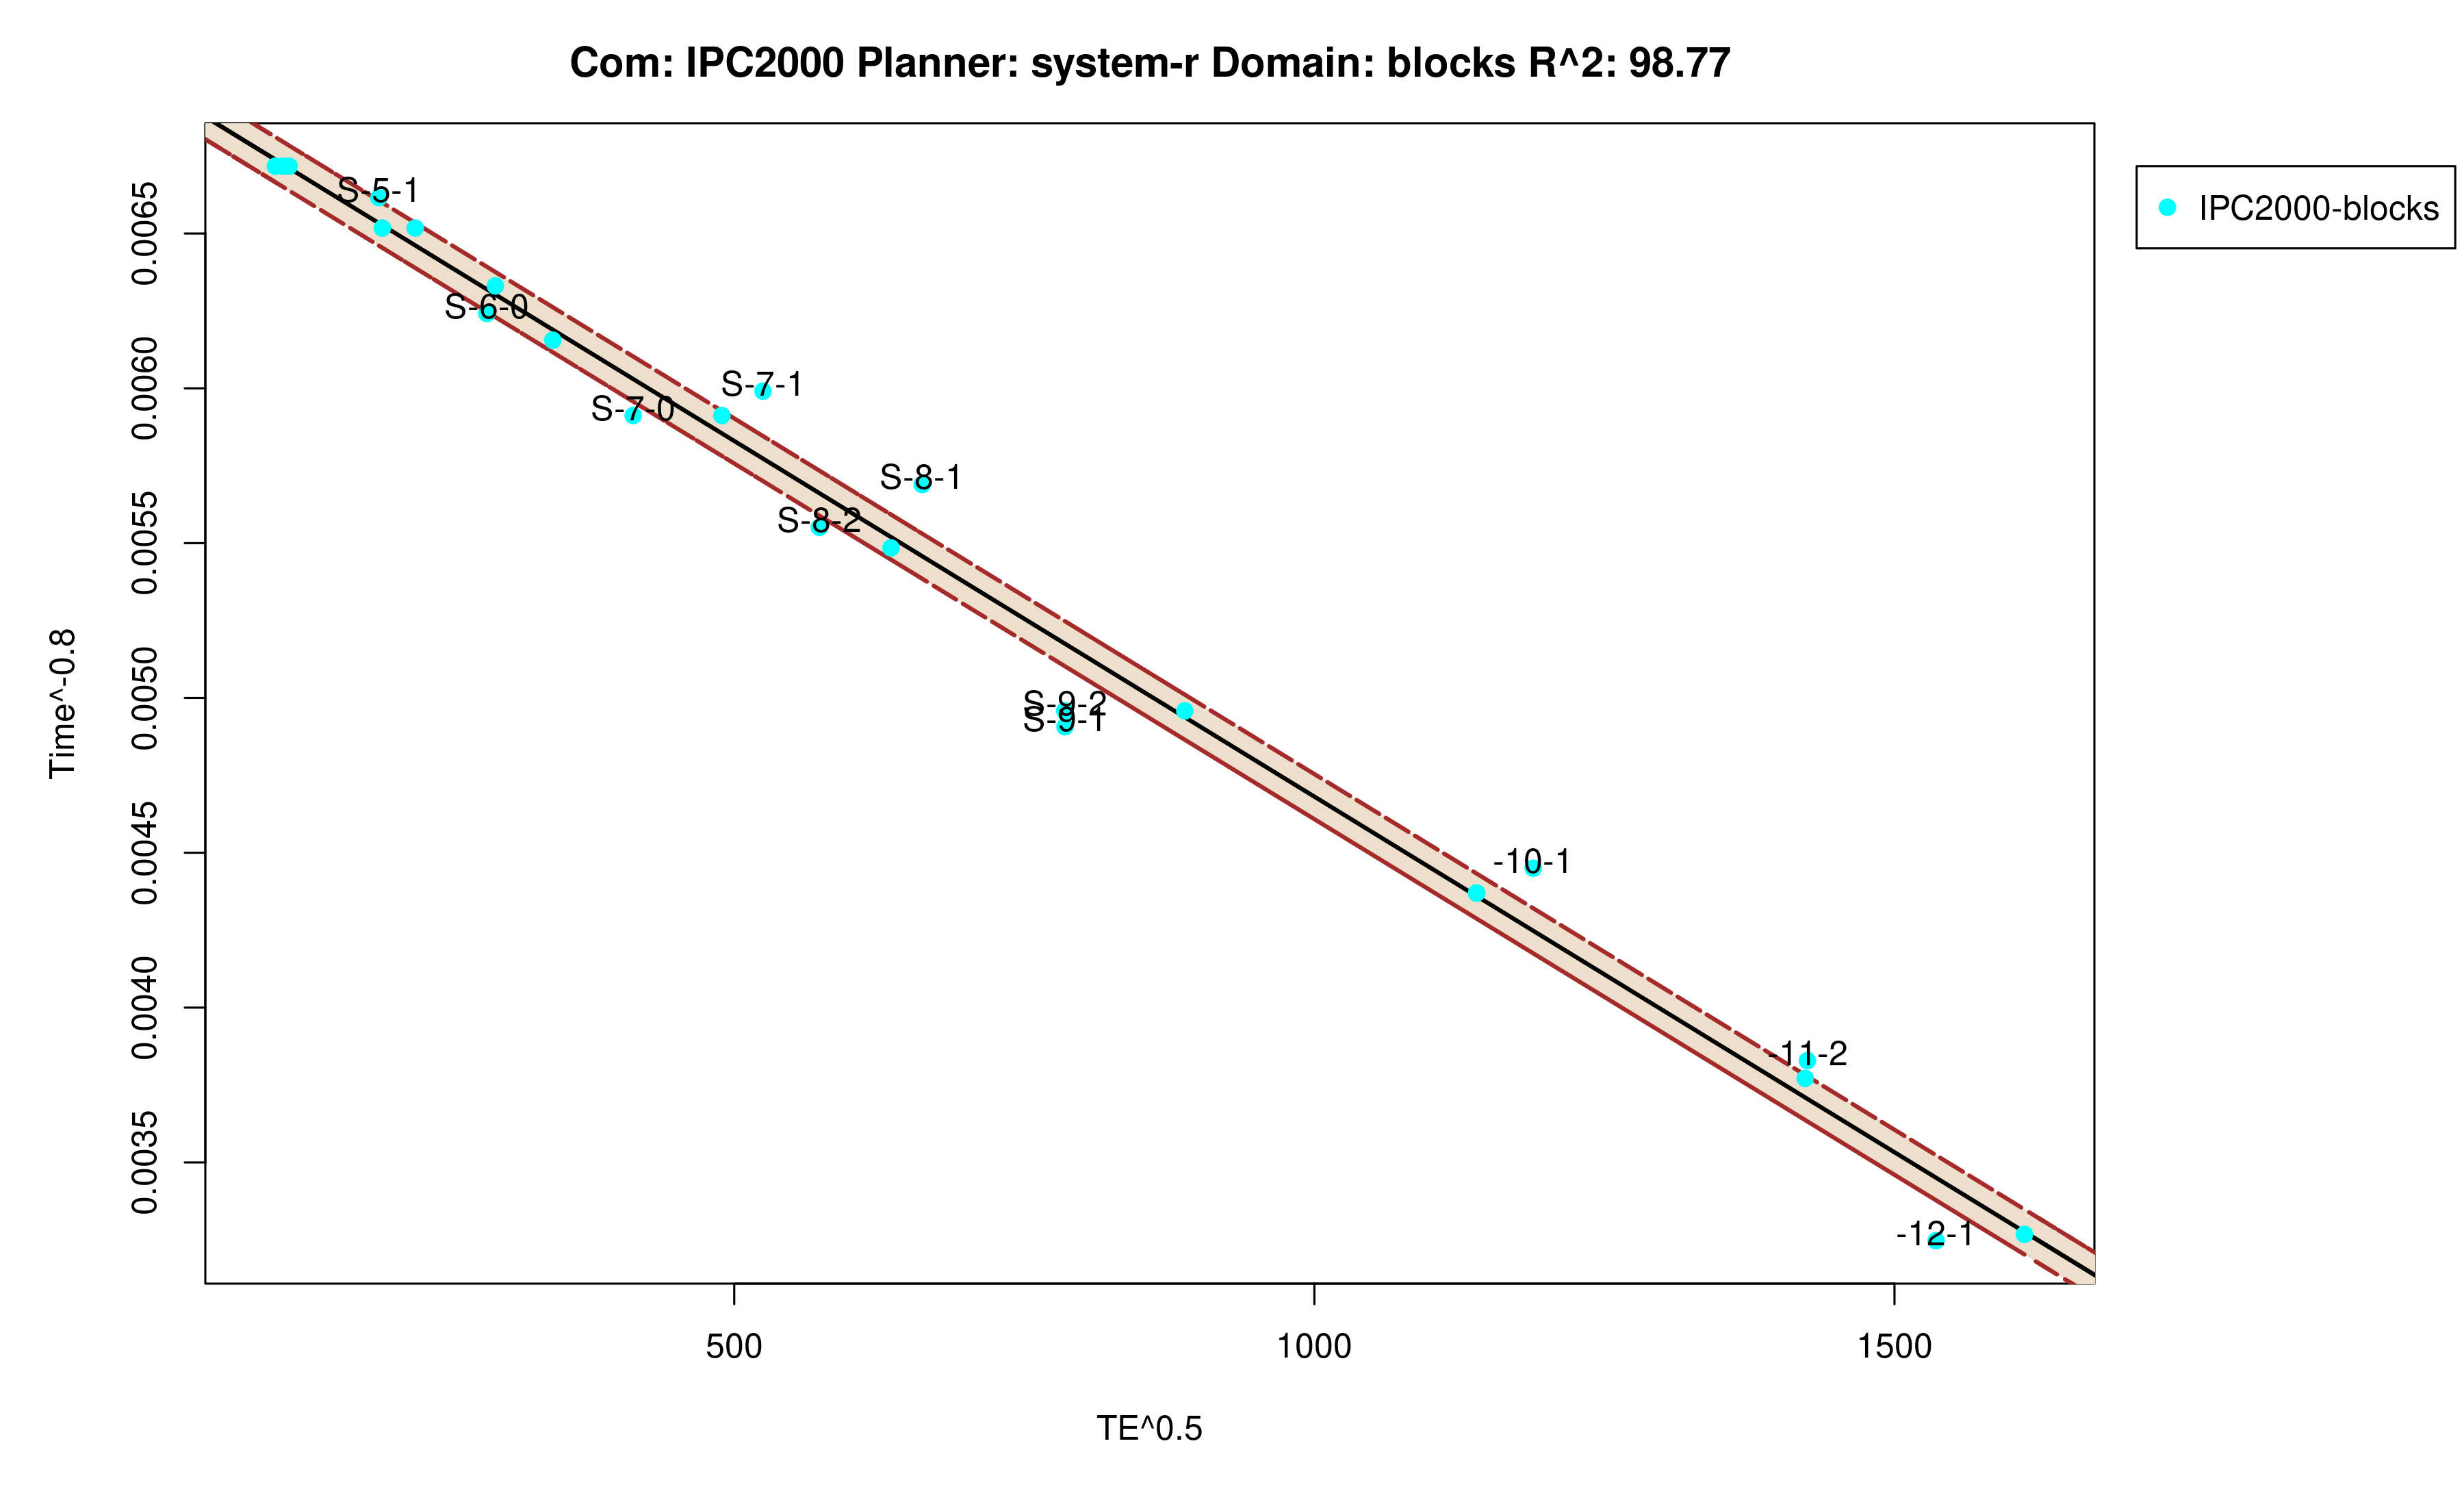 Com: IPC2000 Planner: system-r Domain: blocks R^2: 98.77
IPC2000-blocks
Time^-0.8
0.0065
0.0060
0.0055
0.0050
0.0045
0.0040
0.0035
S-5-1
S-6-0
S-7-1
S-7-0
S-8-1
S-8-2
S-9-2
S-9-1
-10-1
-11-2
-12-1
500 1000 1500
TE^0.5